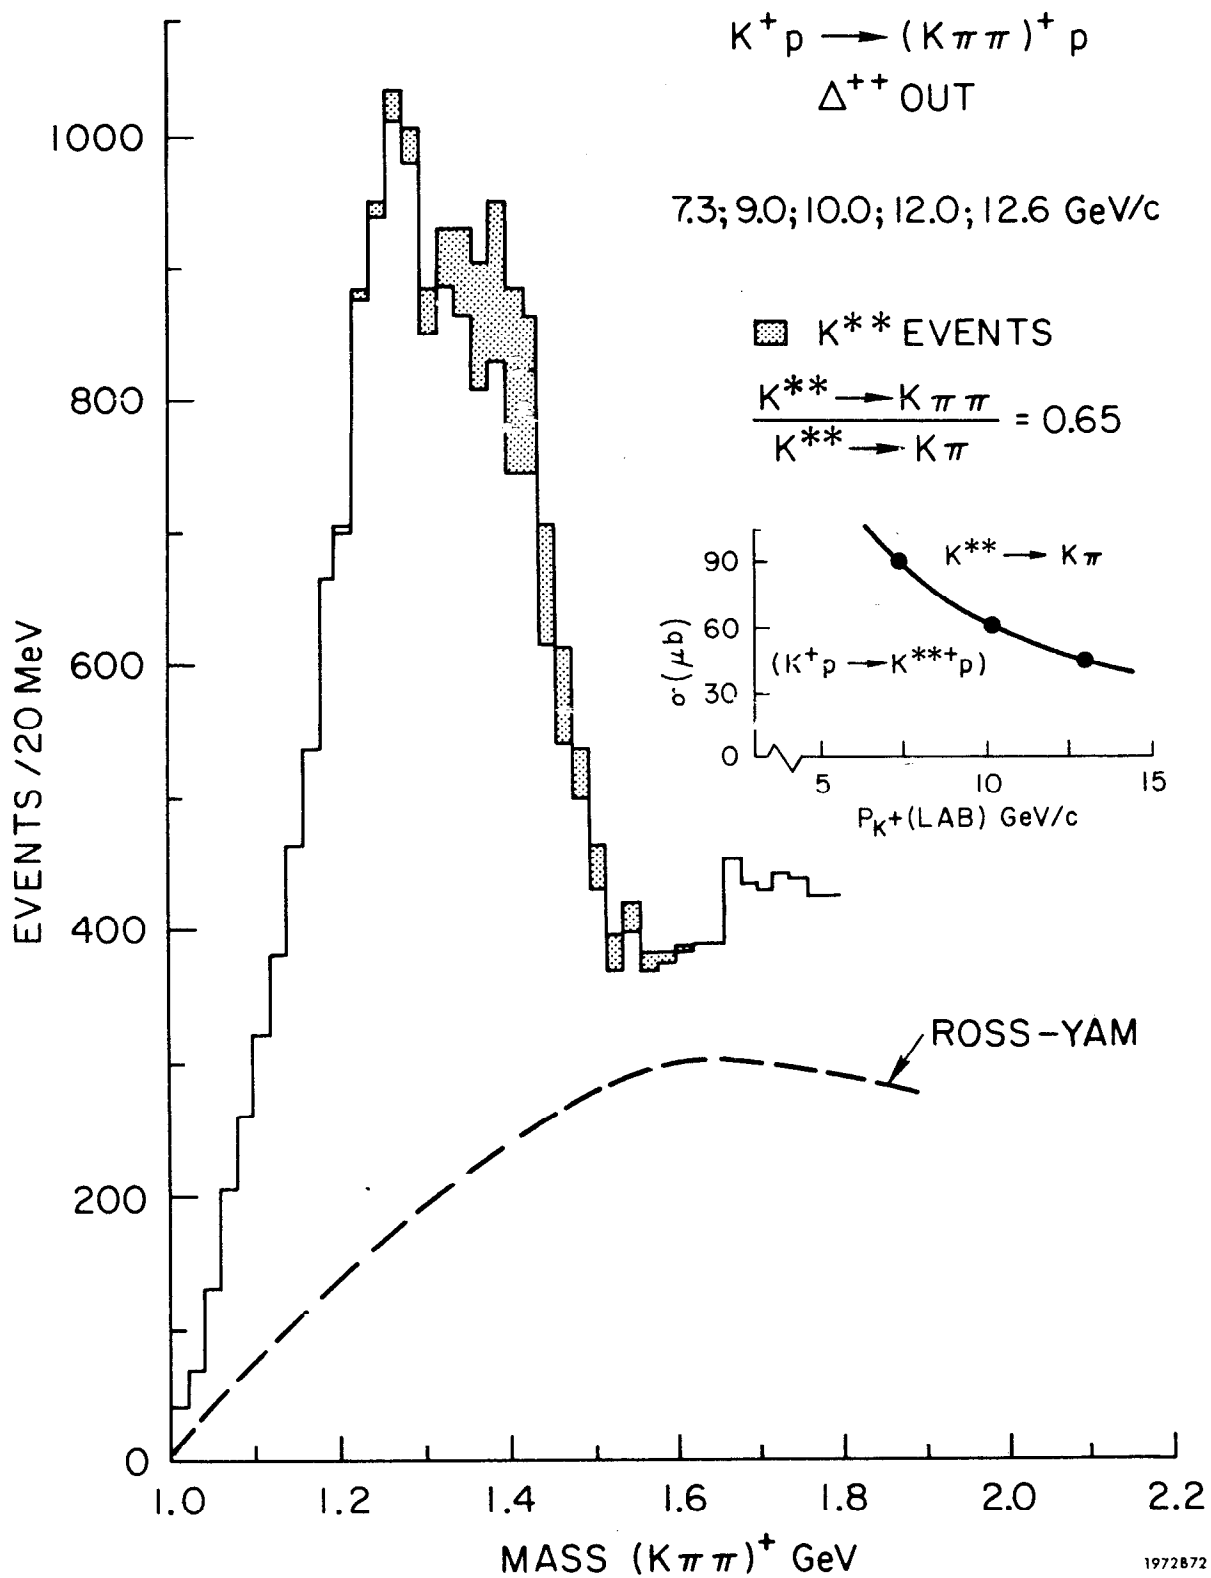 K⁺p → (Kππ)⁺ p
Δ⁺⁺ OUT
7.3; 9.0; 10.0; 12.0; 12.6 GeV/c
K** EVENTS
K** → Kππ
= 0.65
K** → Kπ
1000
800
600
400
200
0
EVENTS /20 MeV
90
60
30
0
σ (μb)
K** → Kπ
(K⁺p → K**⁺p)
5 10 15
P_K+(LAB) GeV/c
ROSS-YAM
1.0 1.2 1.4 1.6 1.8 2.0 2.2
MASS (Kππ)⁺ GeV
1972B72